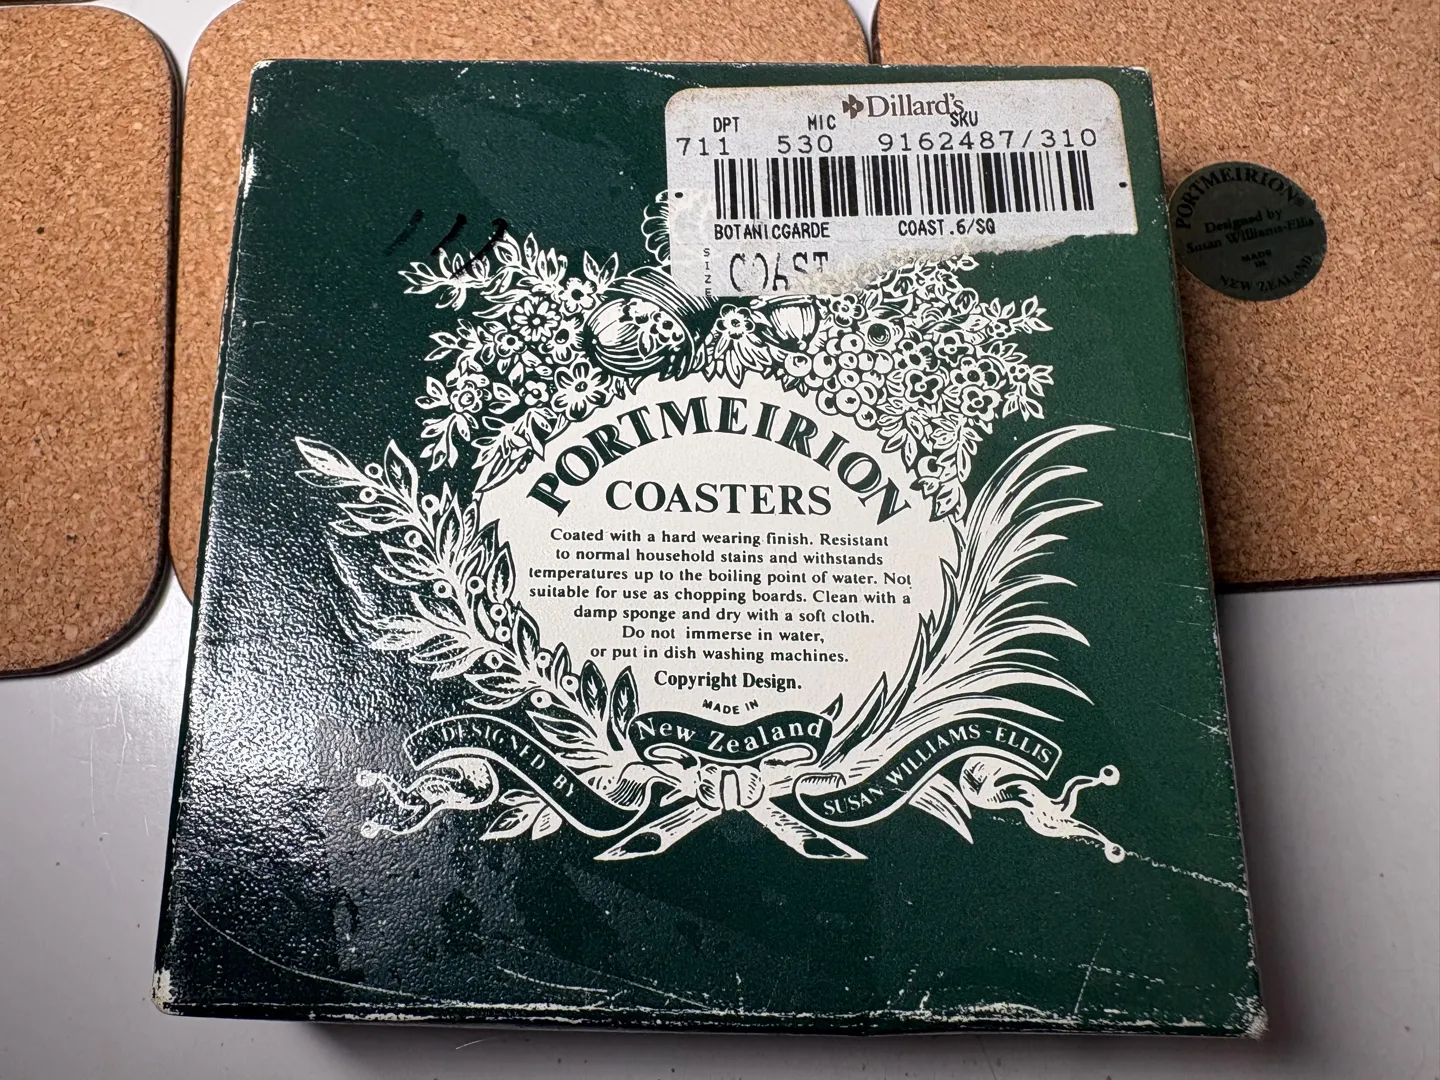 Dillard's
DPT MIC SKU
711 530 9162487/310
BOTANICGARDE COAST.6/SQ
SIZE
COAST
PORTMEIRION
COASTERS
Coated with a hard wearing finish. Resistant
to normal household stains and withstands
temperatures up to the boiling point of water. Not
suitable for use as chopping boards. Clean with a
damp sponge and dry with a soft cloth.
Do not immerse in water,
or put in dish washing machines.
Copyright Design.
MADE IN
New Zealand
DESIGNED BY
SUSAN WILLIAMS-ELLIS
PORTMEIRION
Designed by
Susan Williams-Ellis
MADE
IN
NEW ZEALAND